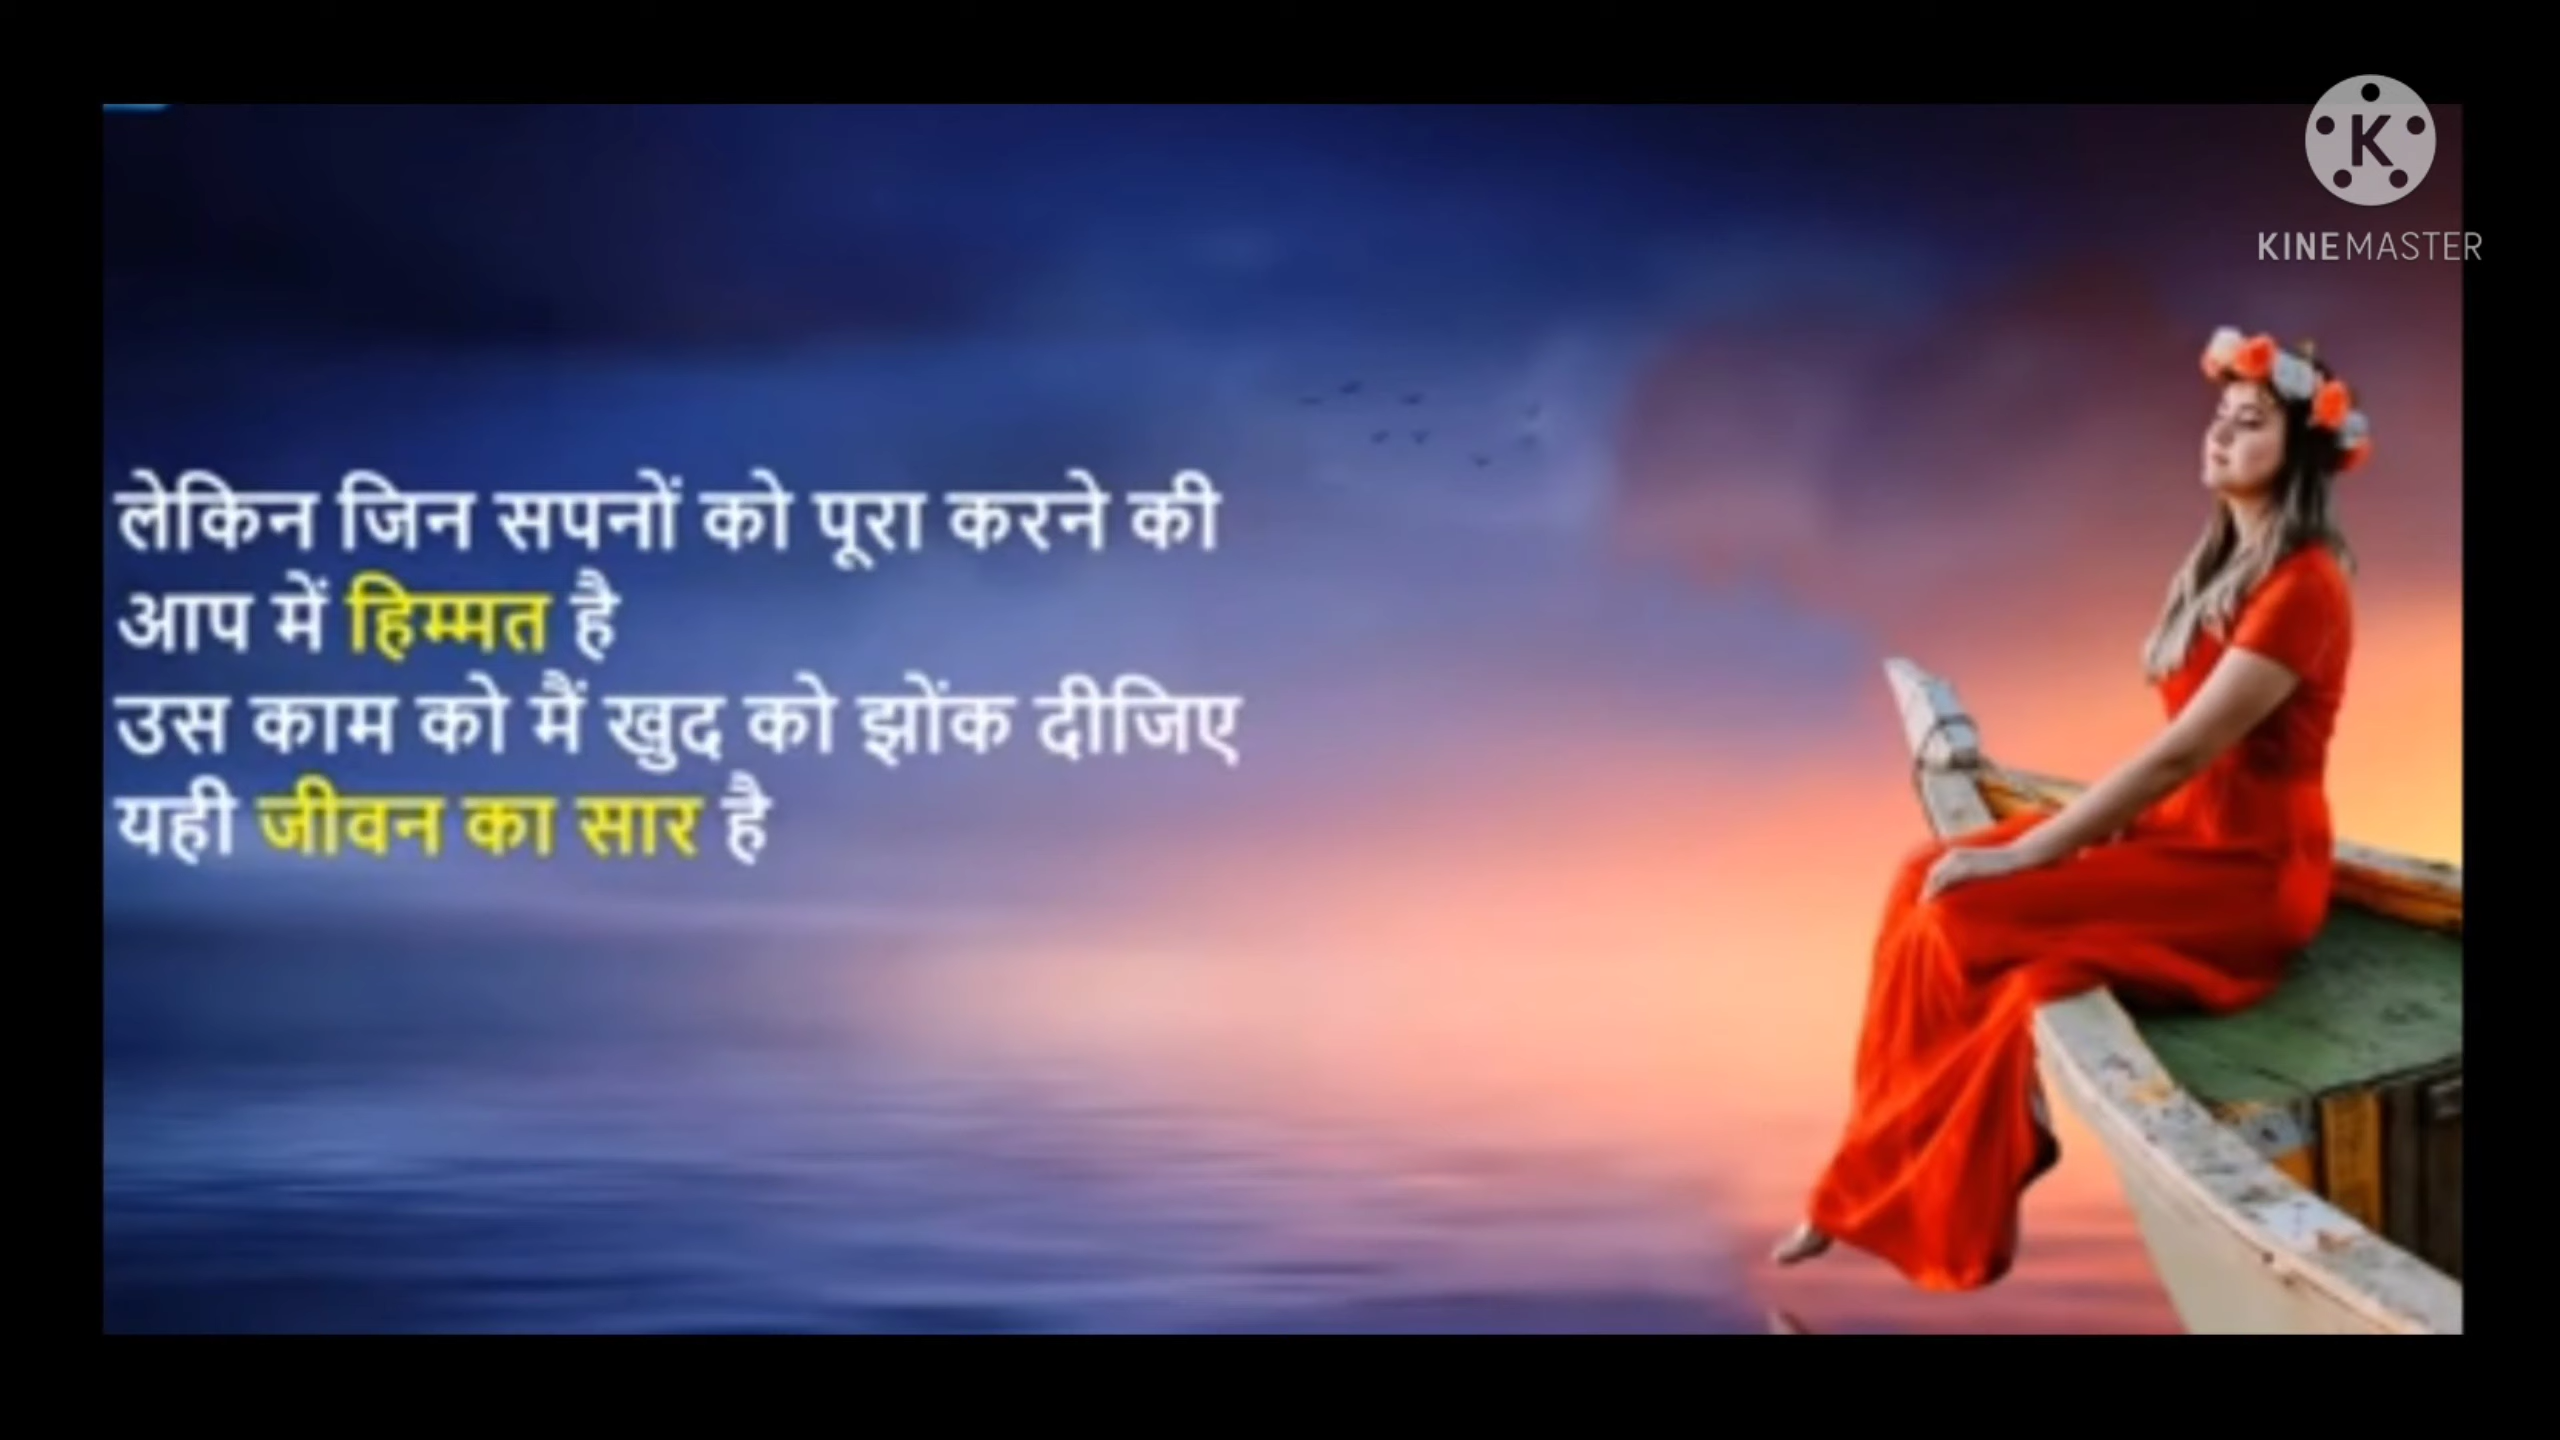 K
KINEMASTER
लेकिन जिन सपनों को पूरा करने की
आप में हिम्मत है
उस काम को मैं खुद को झोंक दीजिए
यही जीवन का सार है